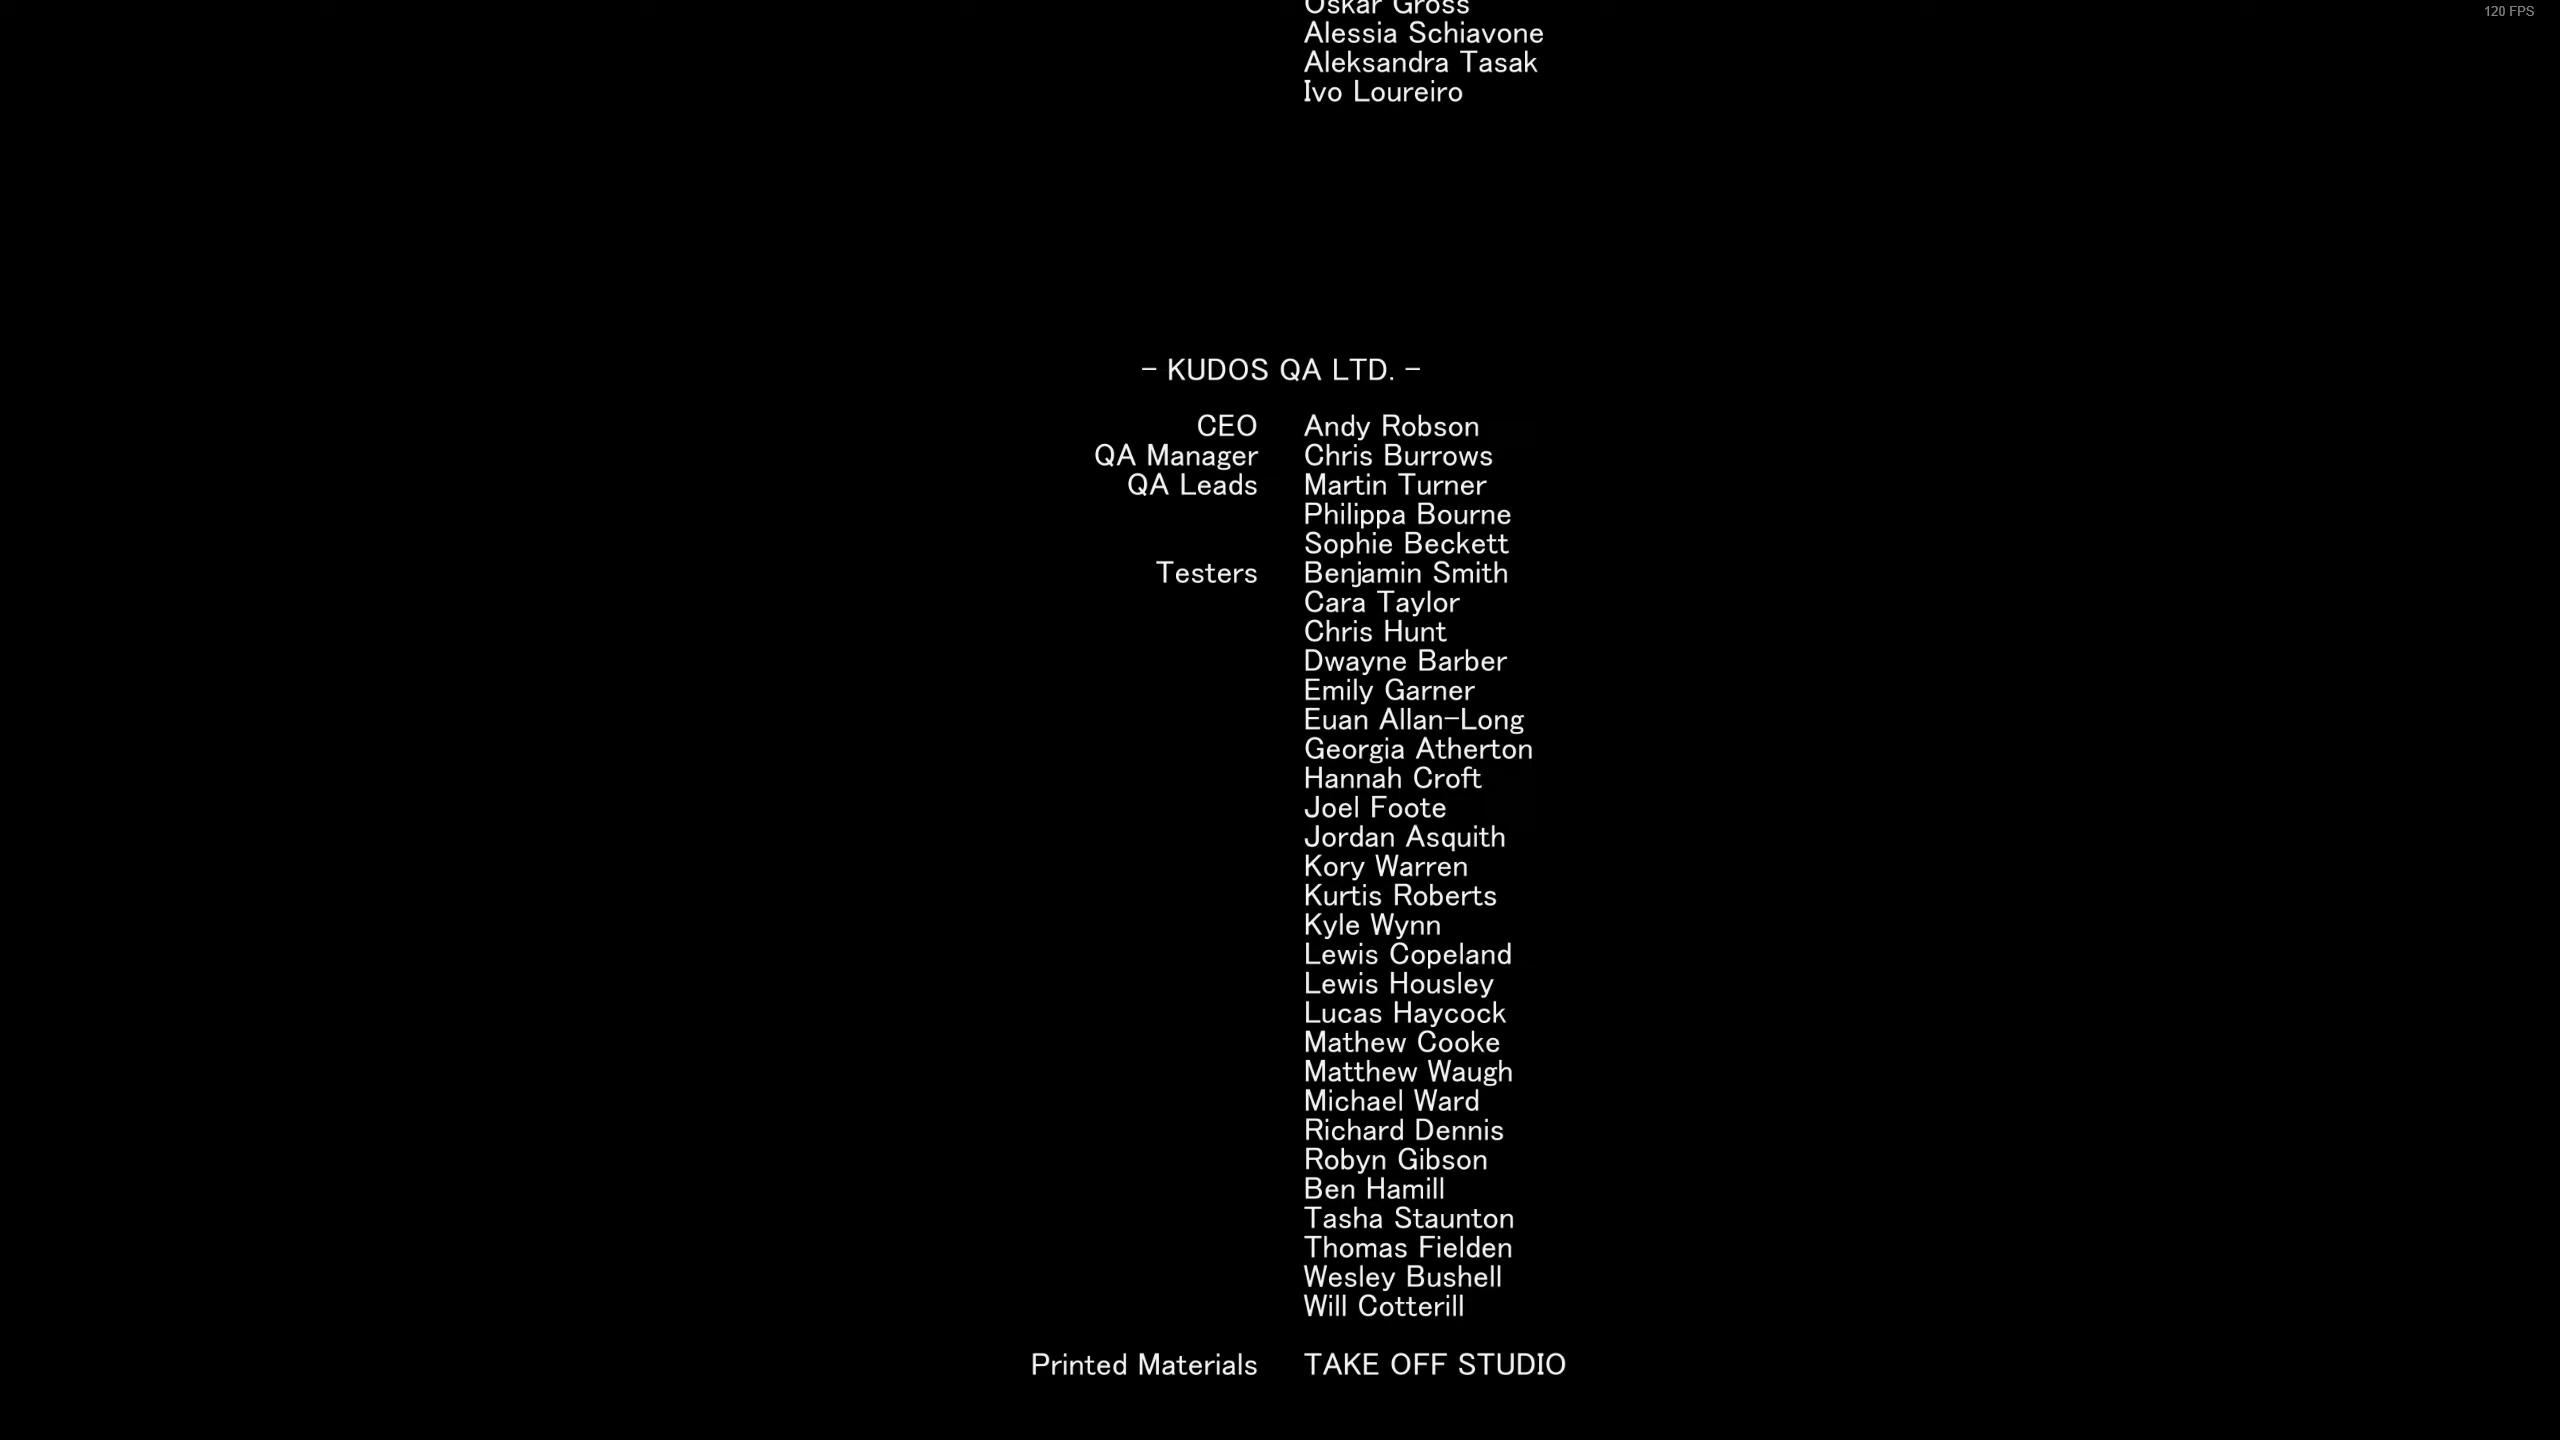 120 FPS
Oskar Gross
Alessia Schiavone
Aleksandra Tasak
Ivo Loureiro
- KUDOS QA LTD. -
CEO Andy Robson
QA Manager Chris Burrows
QA Leads Martin Turner
Philippa Bourne
Sophie Beckett
Testers Benjamin Smith
Cara Taylor
Chris Hunt
Dwayne Barber
Emily Garner
Euan Allan-Long
Georgia Atherton
Hannah Croft
Joel Foote
Jordan Asquith
Kory Warren
Kurtis Roberts
Kyle Wynn
Lewis Copeland
Lewis Housley
Lucas Haycock
Mathew Cooke
Matthew Waugh
Michael Ward
Richard Dennis
Robyn Gibson
Ben Hamill
Tasha Staunton
Thomas Fielden
Wesley Bushell
Will Cotterill
Printed Materials TAKE OFF STUDIO